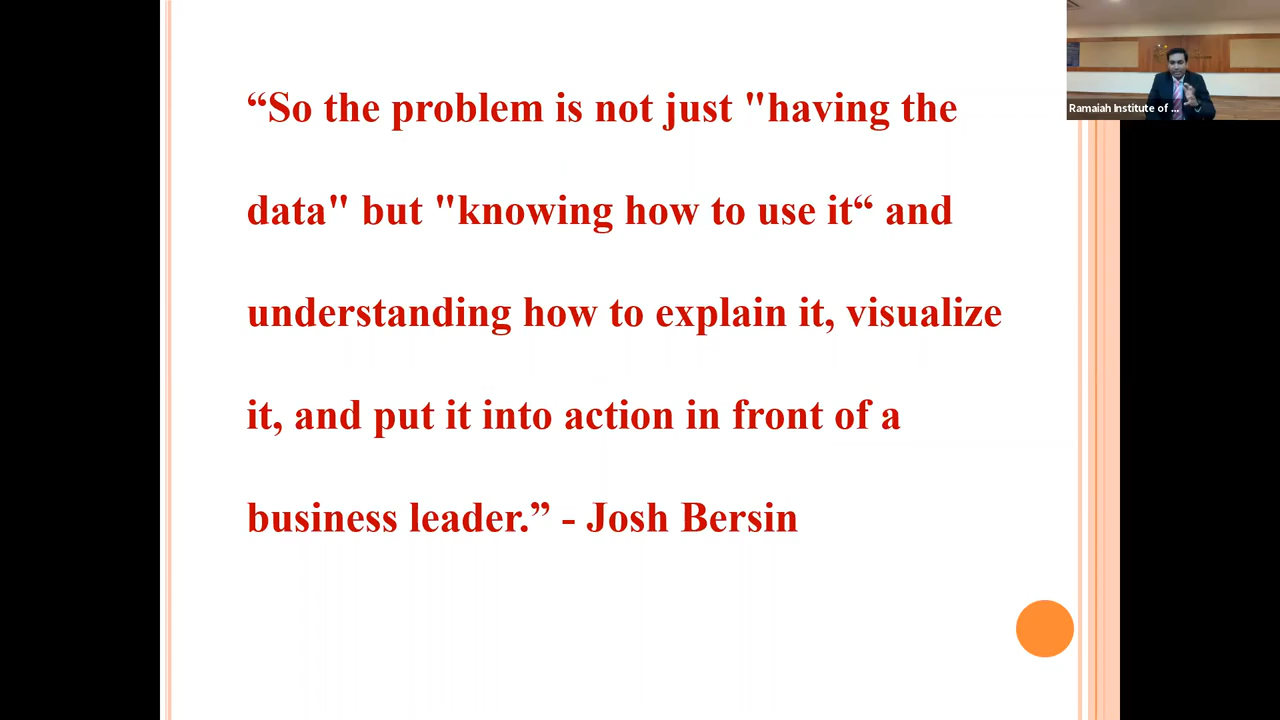 “So the problem is not just "having the
data" but "knowing how to use it“ and
understanding how to explain it, visualize
it, and put it into action in front of a
business leader.” - Josh Bersin
Ramaiah Institute of ...